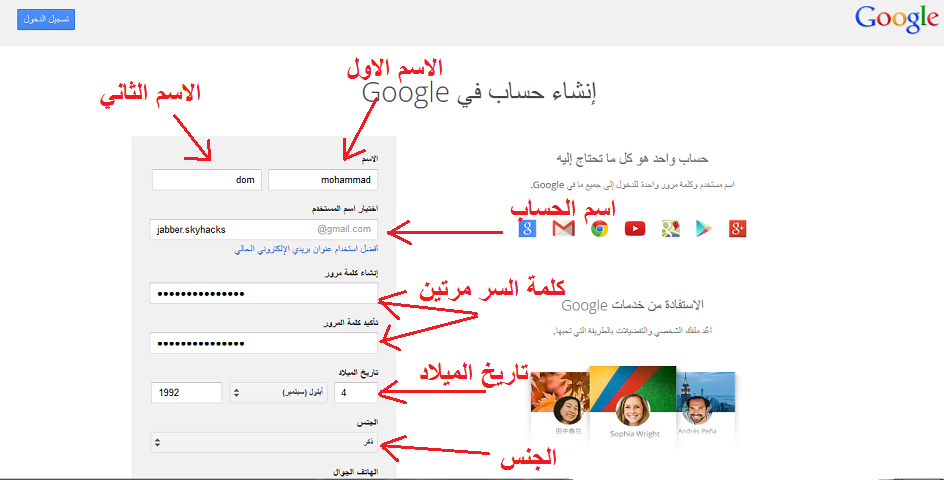 Google
تسجيل الدخول
إنشاء حساب في Google
الاسم الاول
الاسم الثاني
الاسم
mohammad
dom
اختيار اسم المستخدم
jabber.skyhacks
@gmail.com
اسم الحساب
أفضل استخدام عنوان بريدي الإلكتروني الحالي
إنشاء كلمة مرور
•••••••••••••••
كلمة السر مرتين
تأكيد كلمة المرور
•••••••••••••••
تاريخ الميلاد
4
أيلول (سبتمبر)
1992
تاريخ الميلاد
الجنس
ذكر
الجنس
الهاتف الجوال
حساب واحد هو كل ما تحتاج إليه
اسم مستخدم وكلمة مرور واحدة للدخول إلى جميع ما في Google.
الاستفادة من خدمات Google
أعِّد ملفك الشخصي والتفضيلات بالطريقة التي تحبها.
田中春花
Sophia Wright
Andrés Peña